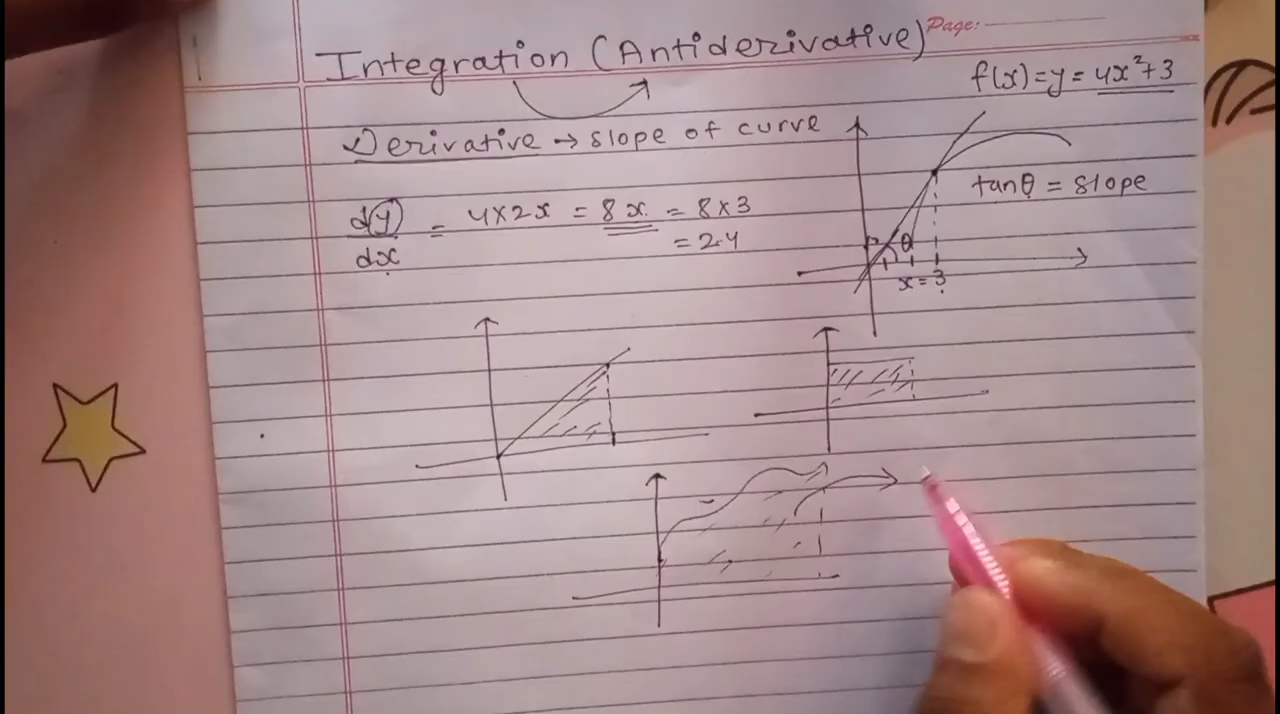 Page:
Integration (Antiderivative)
f(x)=y= 4x²+3
Derivative → slope of curve
tanθ = slope
dy/dx = 4×2x = 8x = 8×3
= 24
θ
x=3